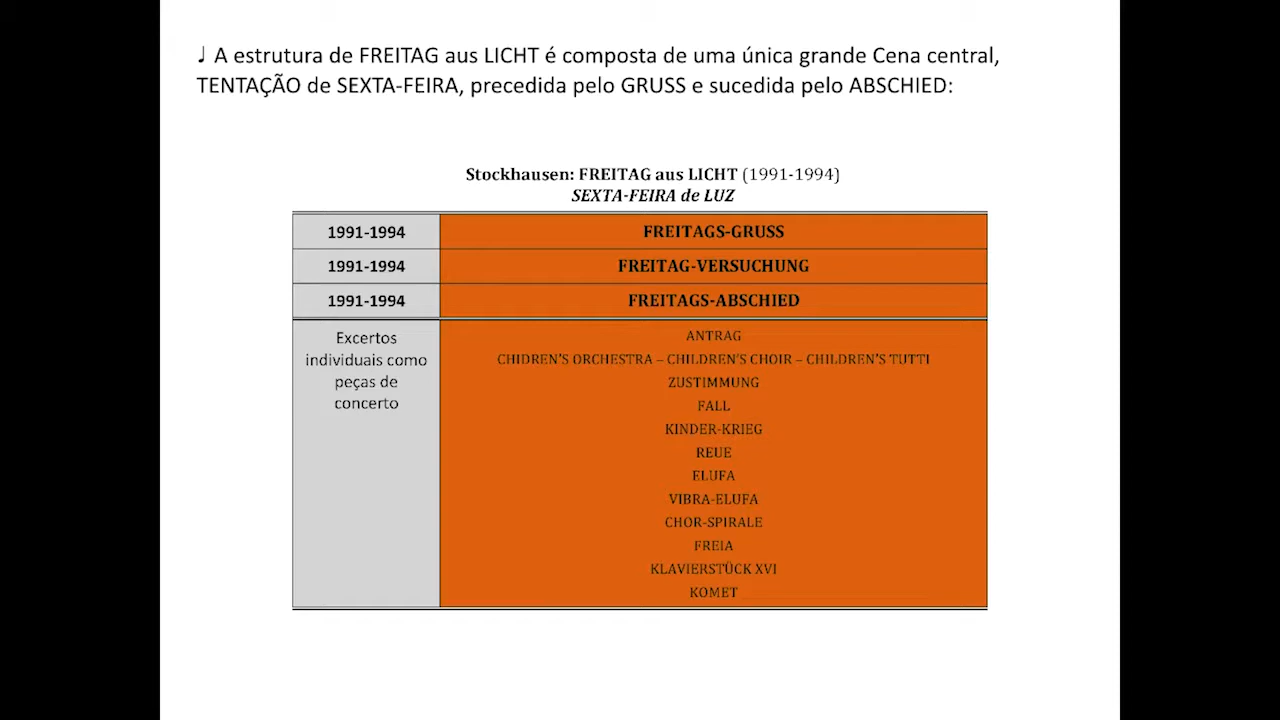 ♩ A estrutura de FREITAG aus LICHT é composta de uma única grande Cena central,
TENTAÇÃO de SEXTA-FEIRA, precedida pelo GRUSS e sucedida pelo ABSCHIED:
Stockhausen: FREITAG aus LICHT (1991-1994)
SEXTA-FEIRA de LUZ
1991-1994 FREITAGS-GRUSS
1991-1994 FREITAG-VERSUCHUNG
1991-1994 FREITAGS-ABSCHIED
Excertos
individuais como
peças de
concerto
ANTRAG
CHIDREN'S ORCHESTRA – CHILDREN'S CHOIR – CHILDREN'S TUTTI
ZUSTIMMUNG
FALL
KINDER-KRIEG
REUE
ELUFA
VIBRA-ELUFA
CHOR-SPIRALE
FREIA
KLAVIERSTÜCK XVI
KOMET